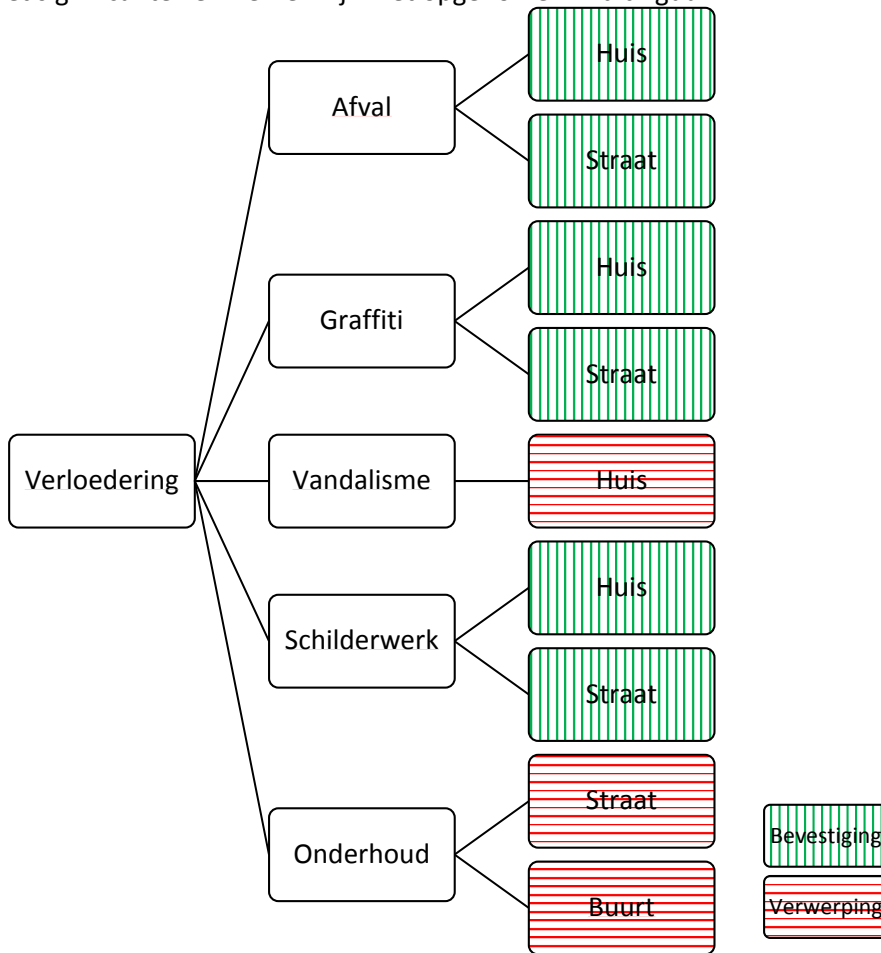 Afval
Huis
Straat
Graffiti
Huis
Straat
Verloedering
Vandalisme
Huis
Schilderwerk
Huis
Straat
Onderhoud
Straat
Buurt
Bevestiging
Verwerping